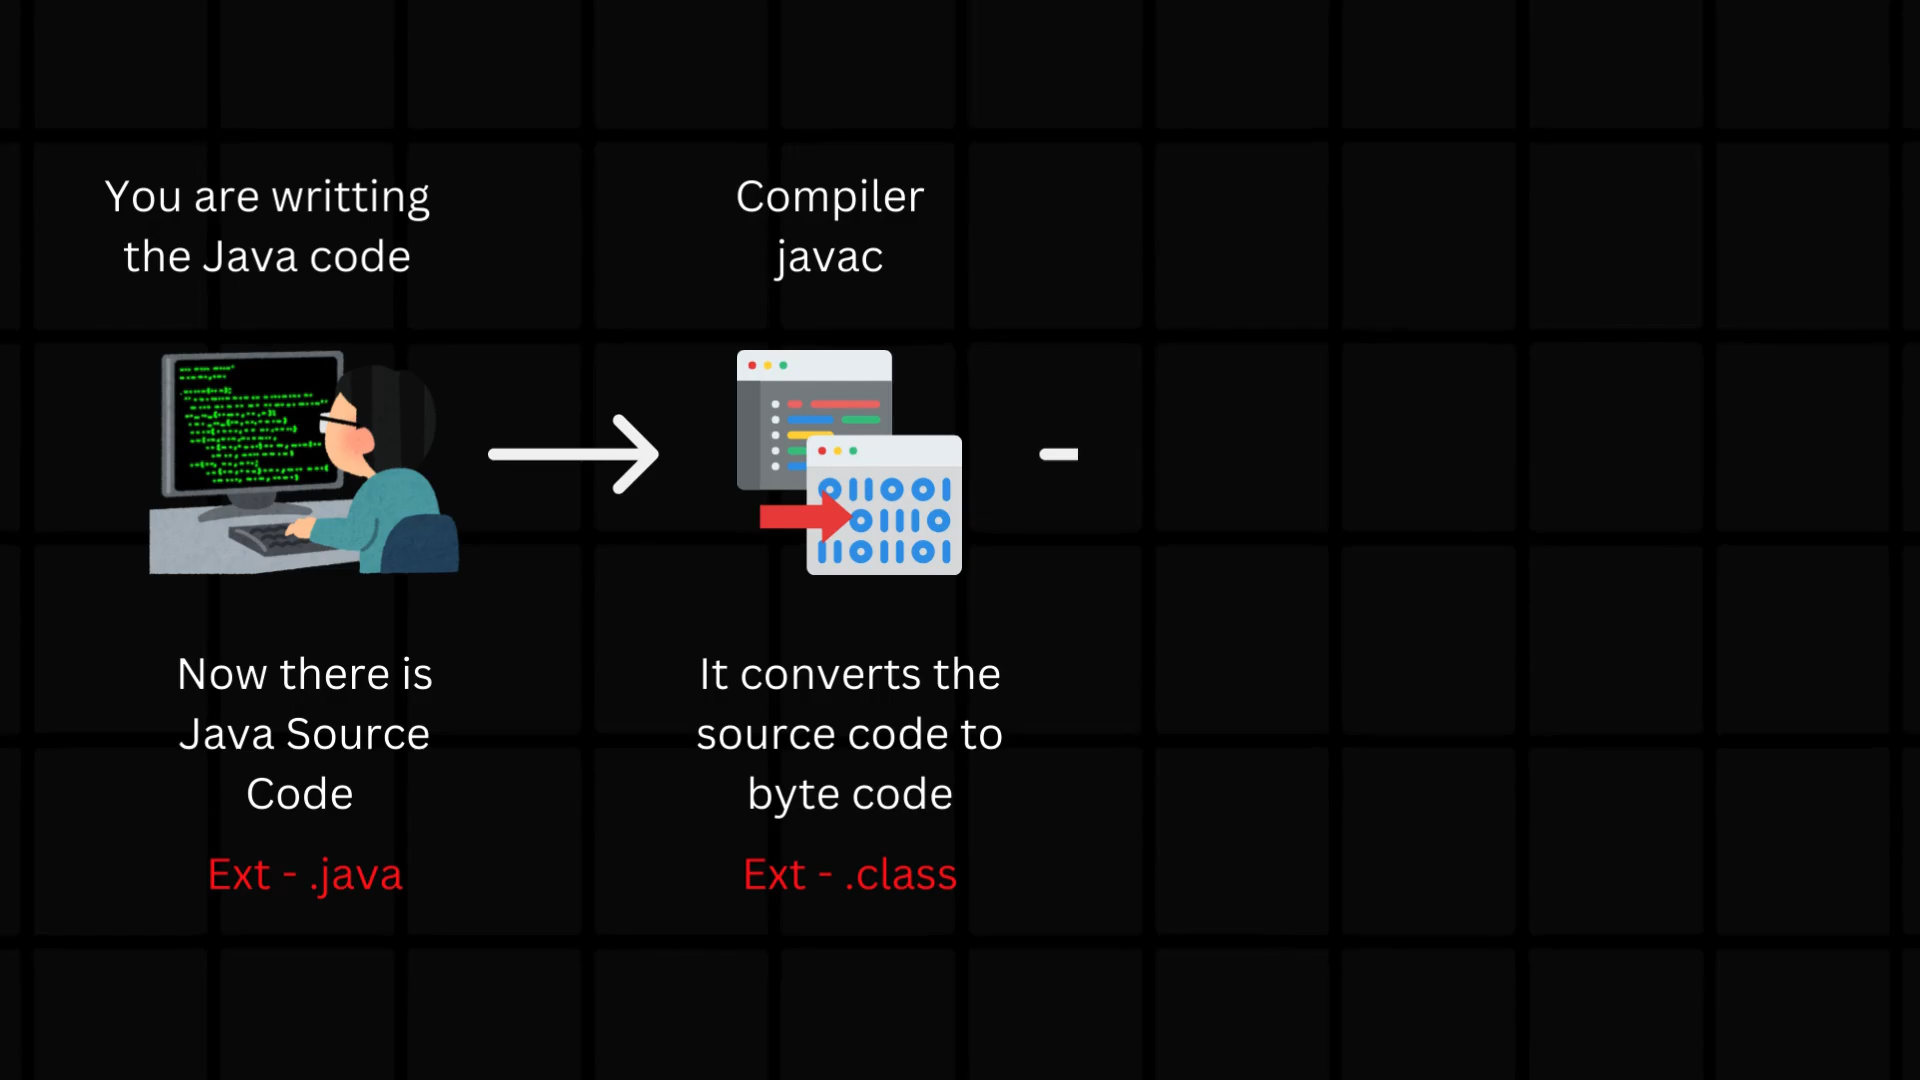 You are writting
the Java code
Compiler
javac
Now there is
Java Source
Code
Ext - .java
It converts the
source code to
byte code
Ext - .class